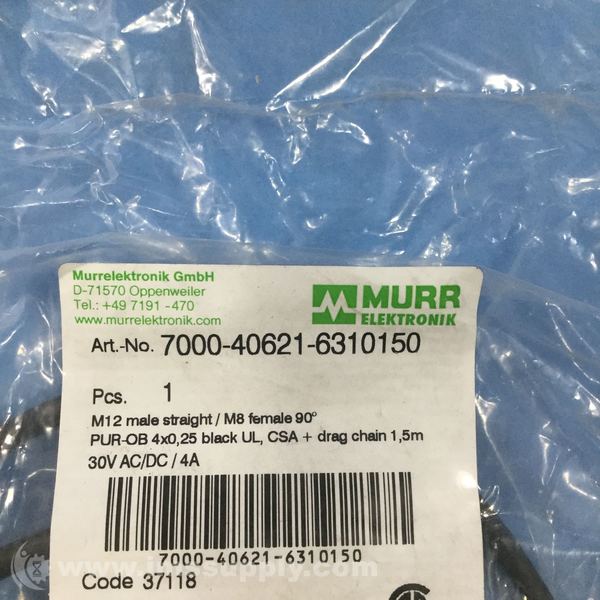 Murrelektronik GmbH
D-71570 Oppenweiler
Tel.: +49 7191 -470
www.murrelektronik.com
MURR
ELEKTRONIK
Art.-No. 7000-40621-6310150
Pcs. 1
M12 male straight / M8 female 90°
PUR-OB 4x0,25 black UL, CSA + drag chain 1,5m
30V AC/DC / 4A
7000-40621-6310150
Code 37118